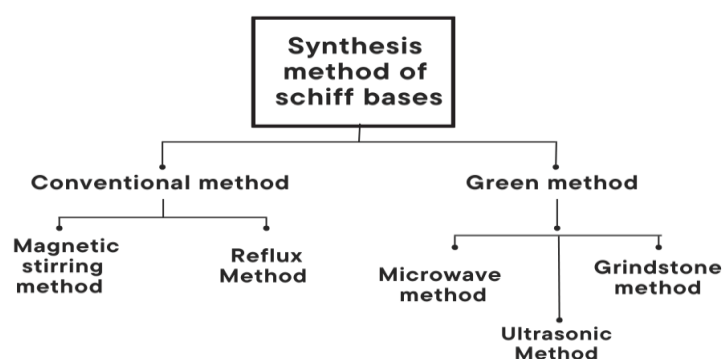 Synthesis
method of
schiff bases
Conventional method
Green method
Magnetic
stirring
method
Reflux
Method
Microwave
method
Ultrasonic
Method
Grindstone
method